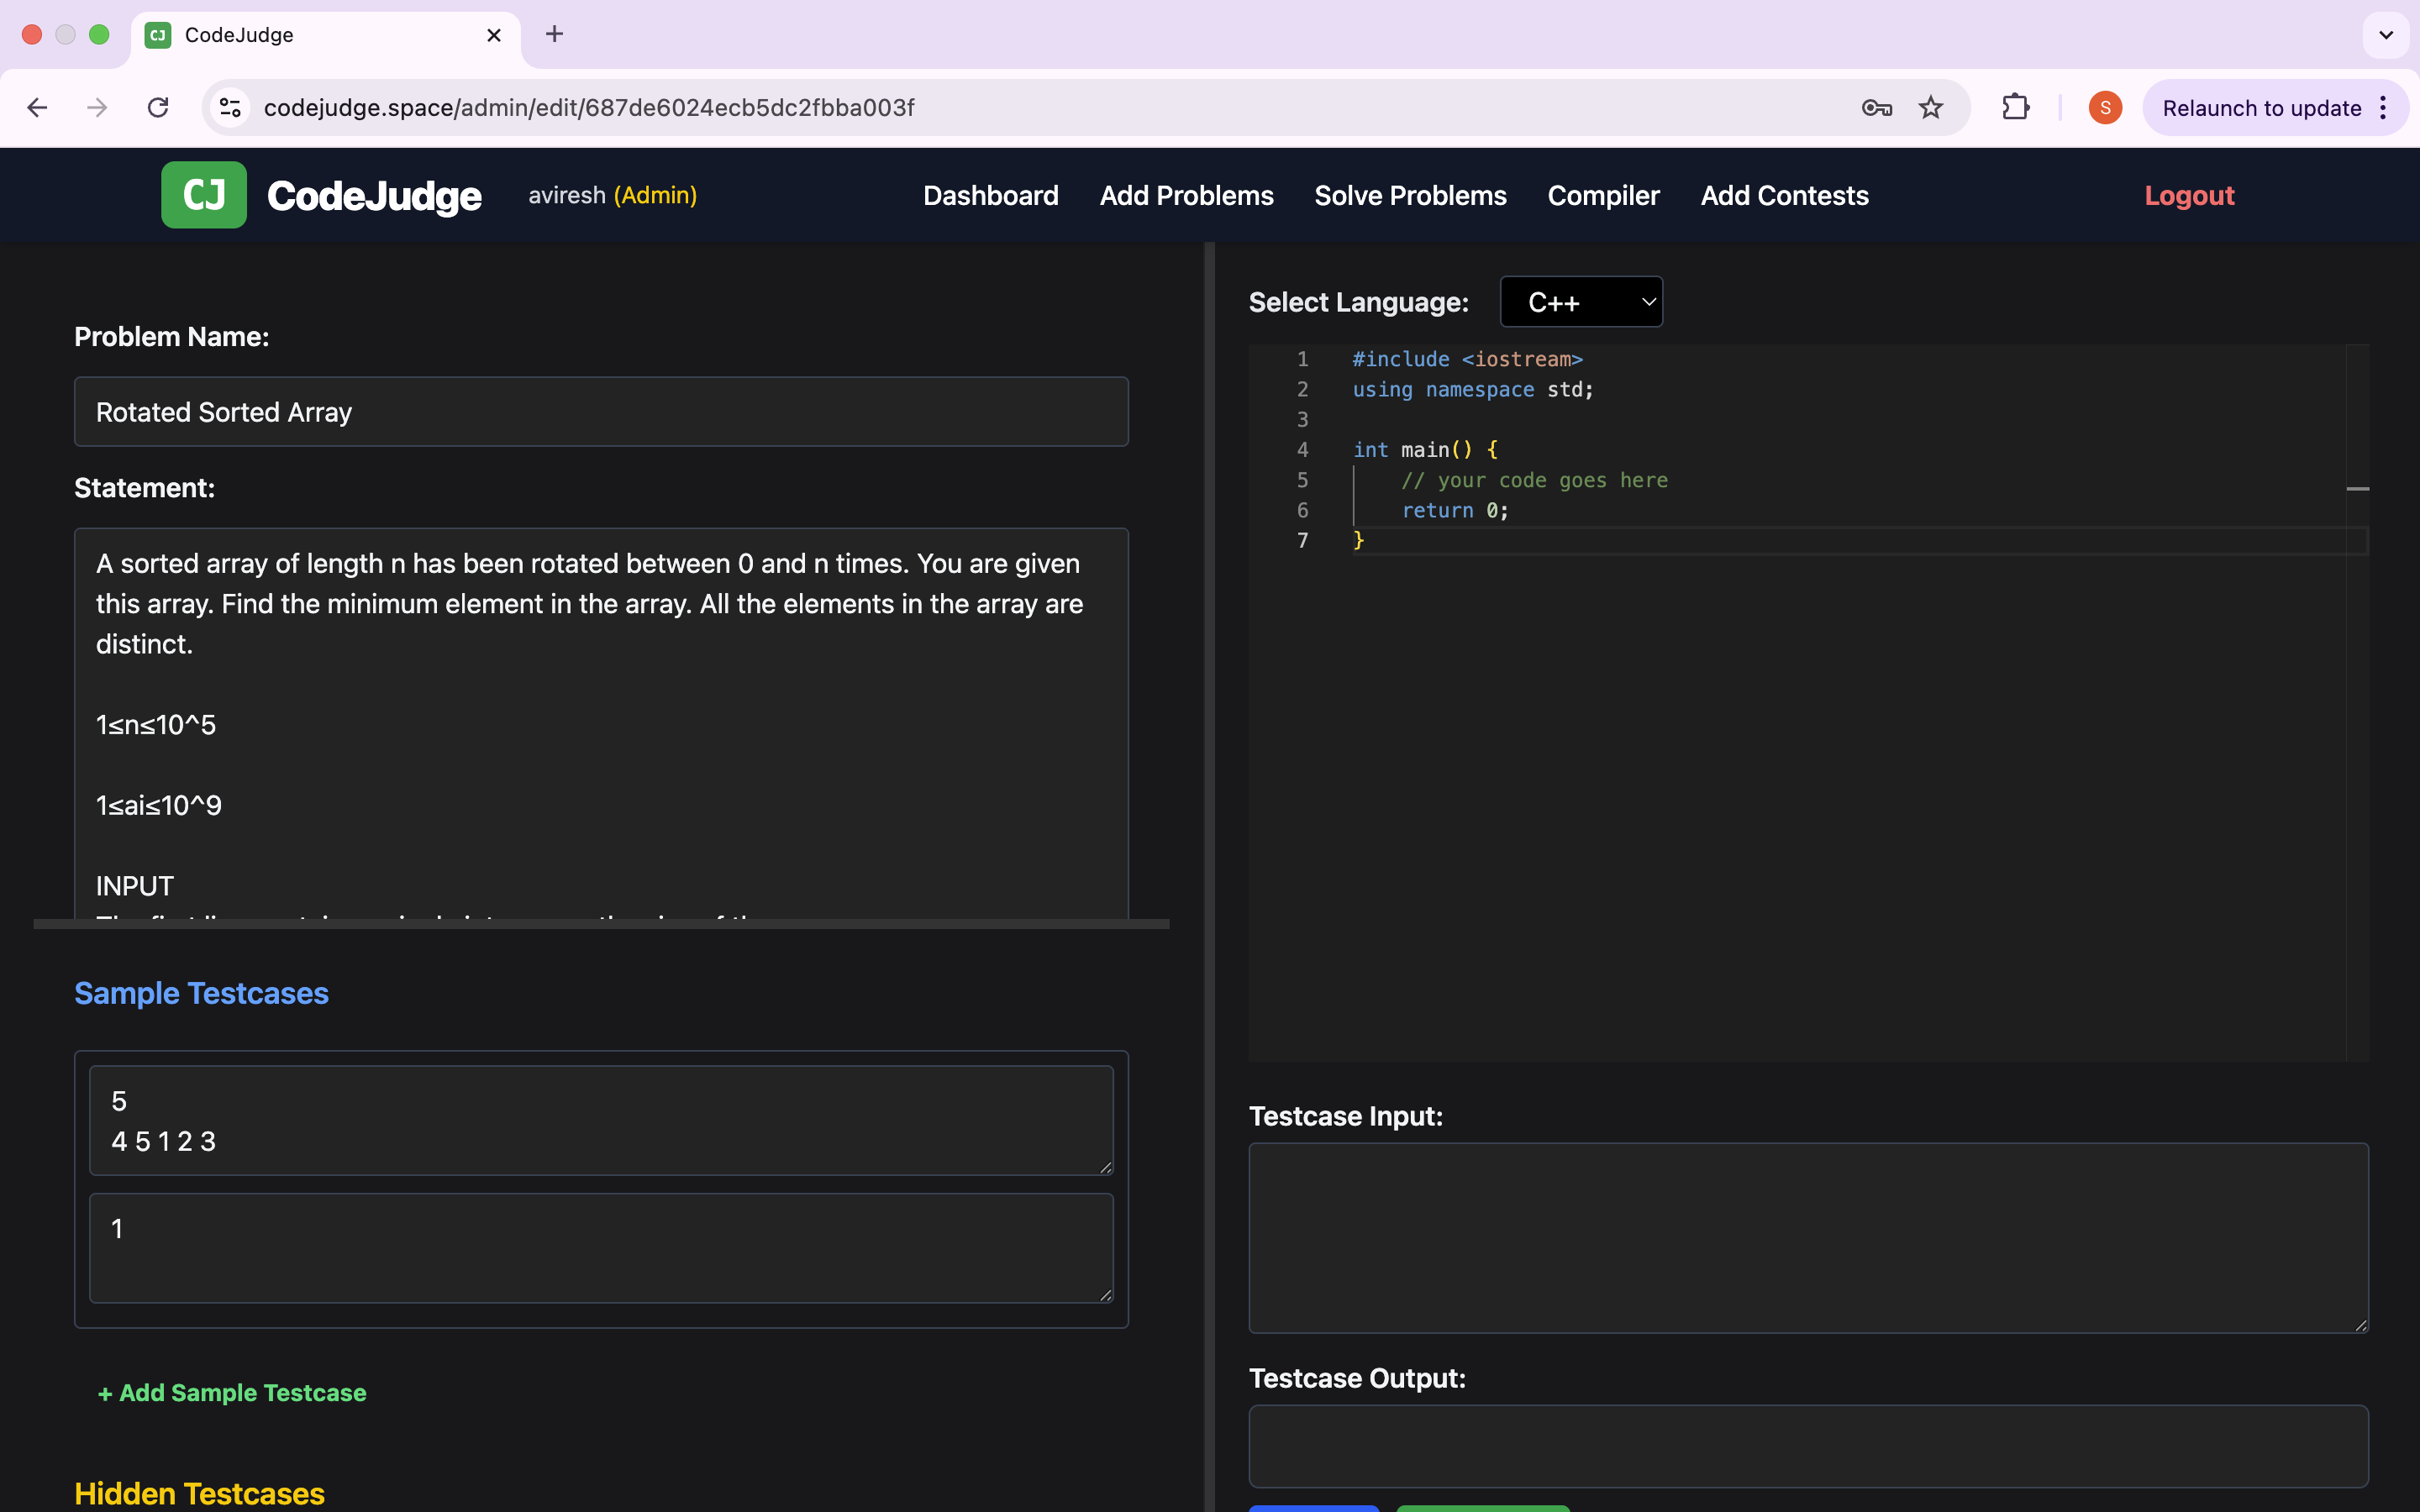 CJ CodeJudge
codejudge.space/admin/edit/687de6024ecb5dc2fbba003f
S
Relaunch to update
CJ CodeJudge
aviresh (Admin)
Dashboard
Add Problems
Solve Problems
Compiler
Add Contests
Logout
Problem Name:
Rotated Sorted Array
Statement:
A sorted array of length n has been rotated between 0 and n times. You are given
this array. Find the minimum element in the array. All the elements in the array are
distinct.
1≤n≤10^5
1≤ai≤10^9
INPUT
Sample Testcases
5
4 5 1 2 3
1
+ Add Sample Testcase
Hidden Testcases
Select Language:
C++
1 #include <iostream>
2 using namespace std;
3
4 int main() {
5 // your code goes here
6 return 0;
7 }
Testcase Input:
Testcase Output: